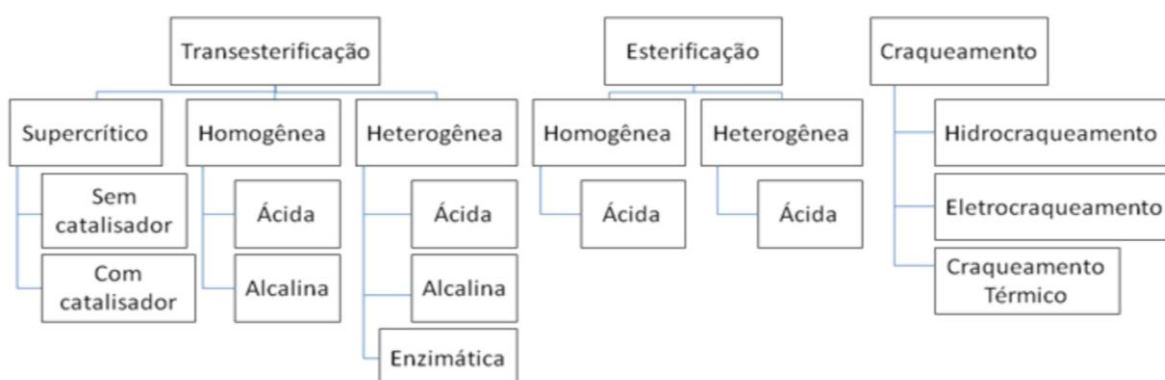 Transesterificação
Esterificação
Craqueamento
Supercrítico
Homogênea
Heterogênea
Homogênea
Heterogênea
Hidrocraqueamento
Sem
catalisador
Ácida
Ácida
Ácida
Ácida
Eletrocraqueamento
Com
catalisador
Alcalina
Alcalina
Craqueamento
Térmico
Enzimática